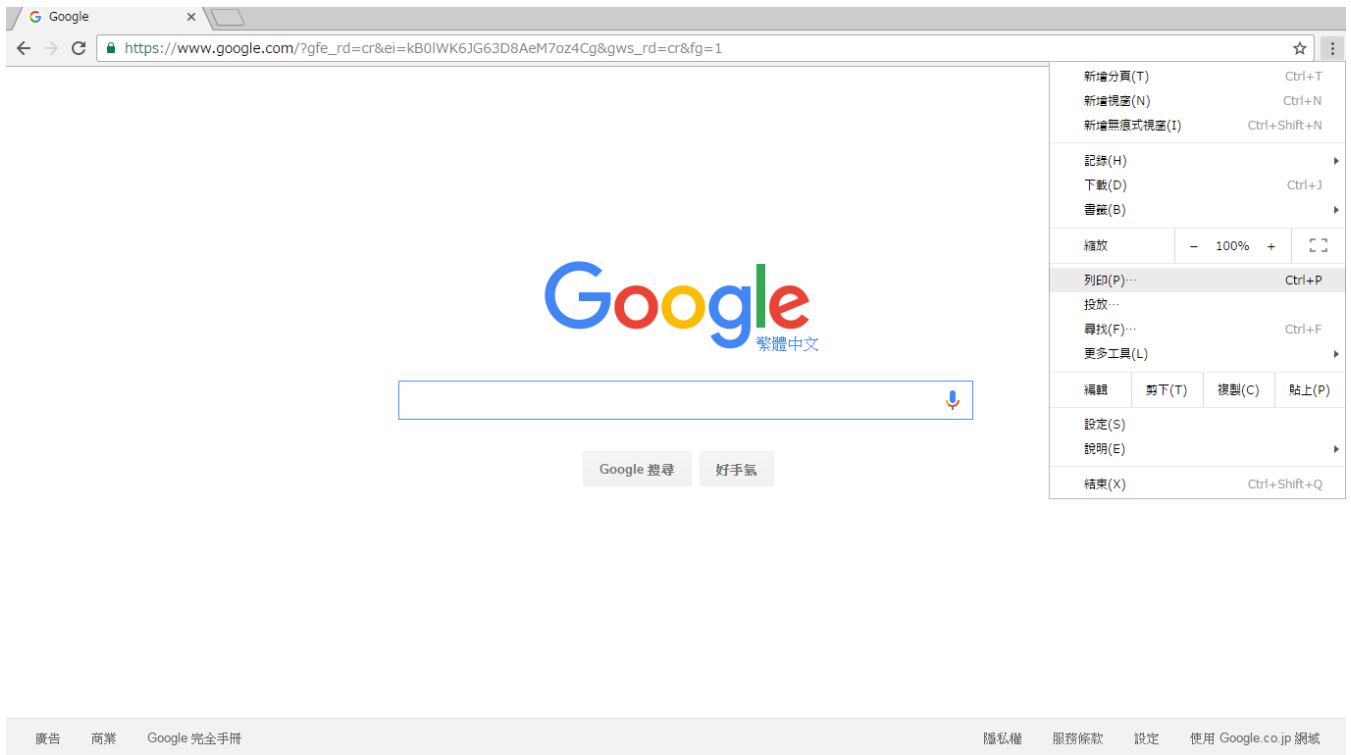 Google
https://www.google.com/?gfe_rd=cr&ei=kB0lWK6JG63D8AeM7oz4Cg&gws_rd=cr&fg=1
新增分頁(T) Ctrl+T
新增視窗(N) Ctrl+N
新增無痕式視窗(I) Ctrl+Shift+N
記錄(H)
下載(D) Ctrl+J
書籤(B)
縮放 − 100% +
列印(P)⋯ Ctrl+P
投放⋯
尋找(F)⋯ Ctrl+F
更多工具(L)
編輯 剪下(T) 複製(C) 貼上(P)
設定(S)
說明(E)
結束(X) Ctrl+Shift+Q
Google
繁體中文
Google 搜尋 好手氣
廣告 商業 Google 完全手冊 隱私權 服務條款 設定 使用 Google.co.jp 網域